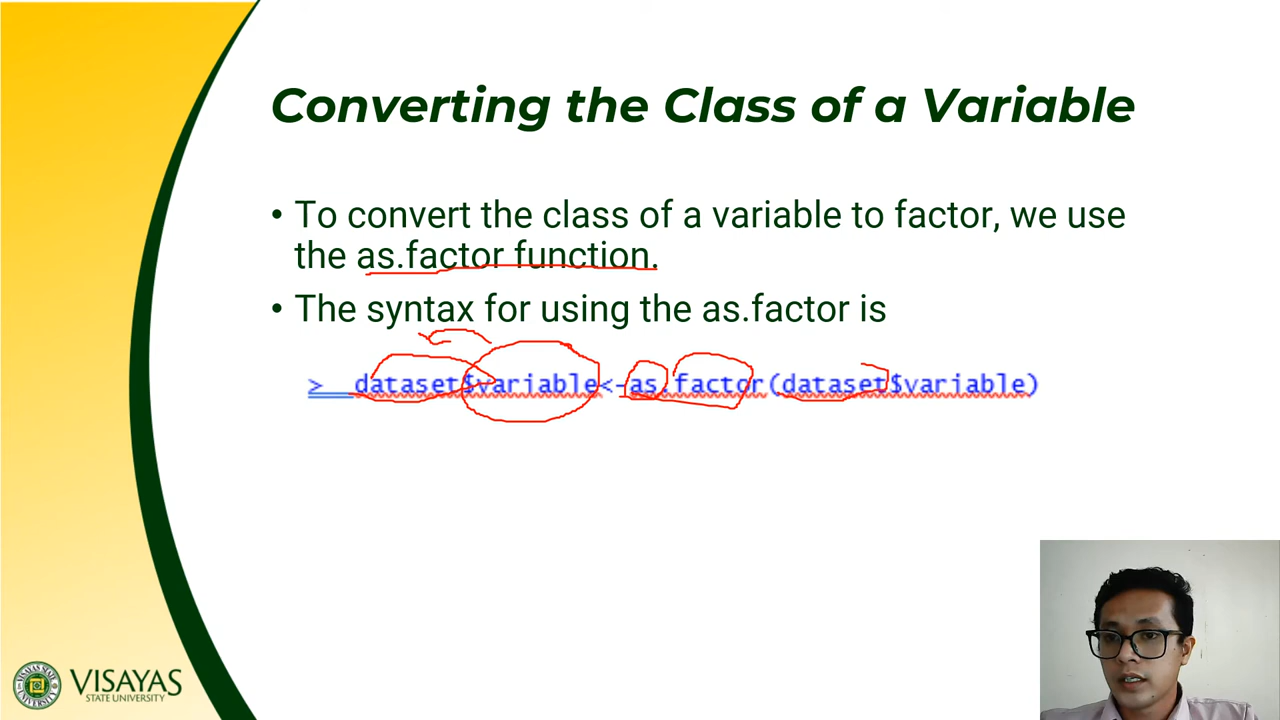 Converting the Class of a Variable
• To convert the class of a variable to factor, we use
the as.factor function.
• The syntax for using the as.factor is
> dataset$variable<-as.factor(dataset$variable)
VISAYAS
STATE UNIVERSITY